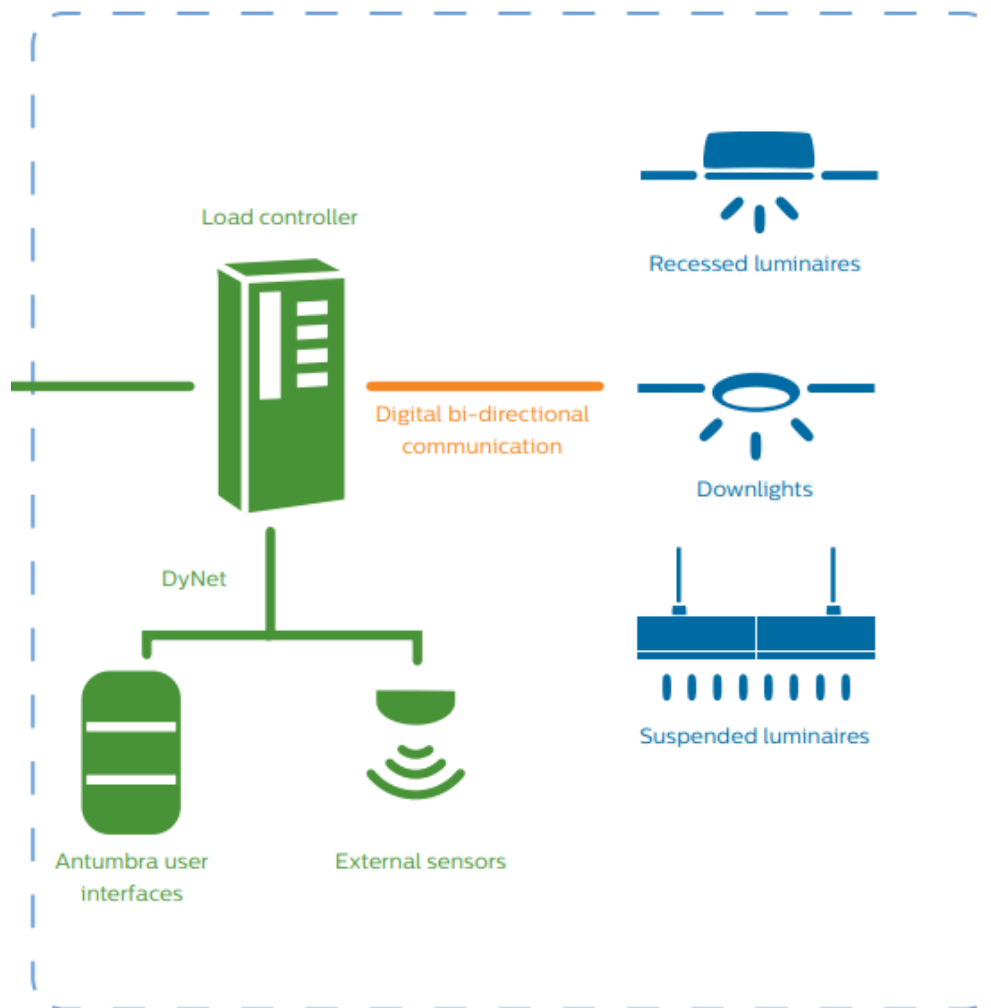 Load controller
Recessed luminaires
Digital bi-directional
communication
Downlights
DyNet
Suspended luminaires
Antumbra user
interfaces
External sensors